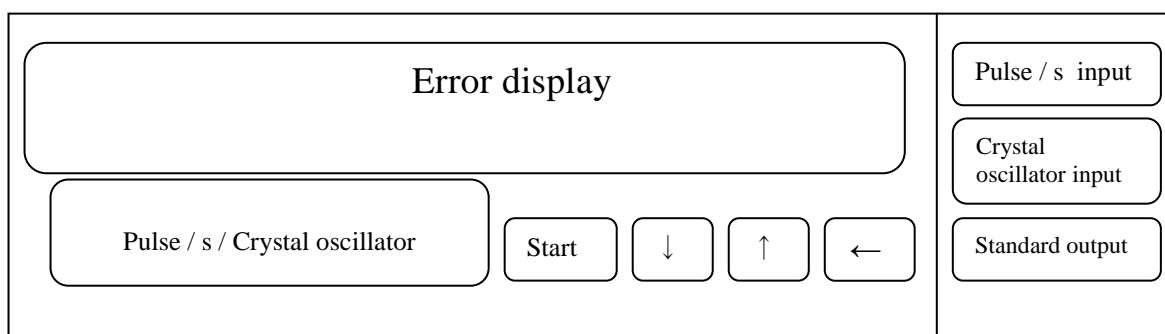 Error display
Pulse / s / Crystal oscillator
Start
↓
↑
←
Pulse / s input
Crystal
oscillator input
Standard output